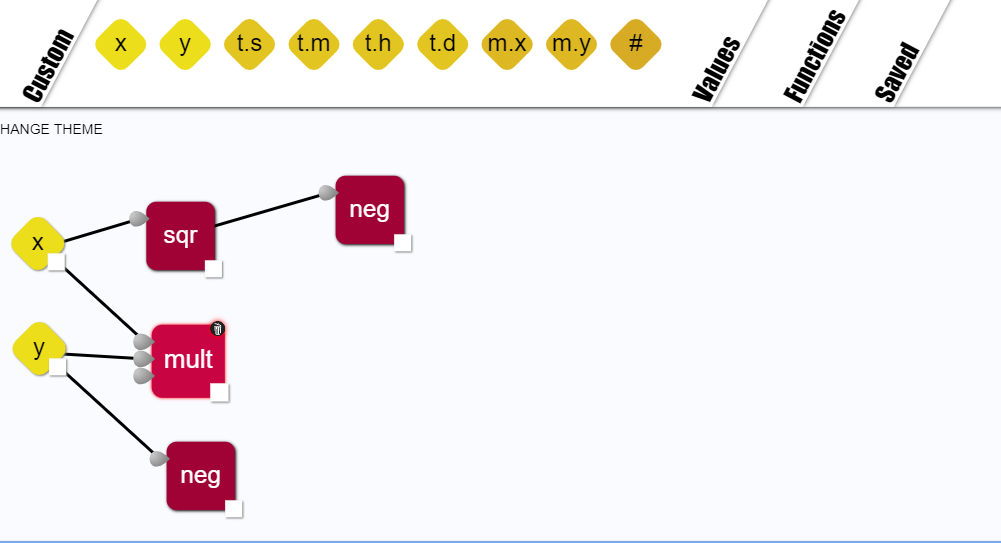 Custom
x y t.s t.m t.h t.d m.x m.y #
Values
Functions
Saved
HANGE THEME
neg
sqr
x
y
mult
neg